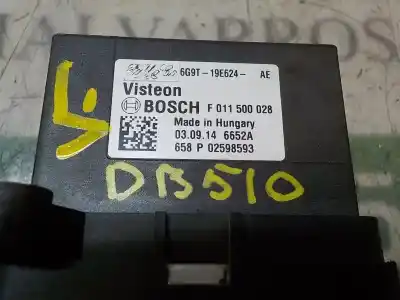 6G9T-19E624- AE
Visteon
BOSCH F 011 500 028
Made in Hungary
03.09.14 6652A
658 P 02598593
DB510